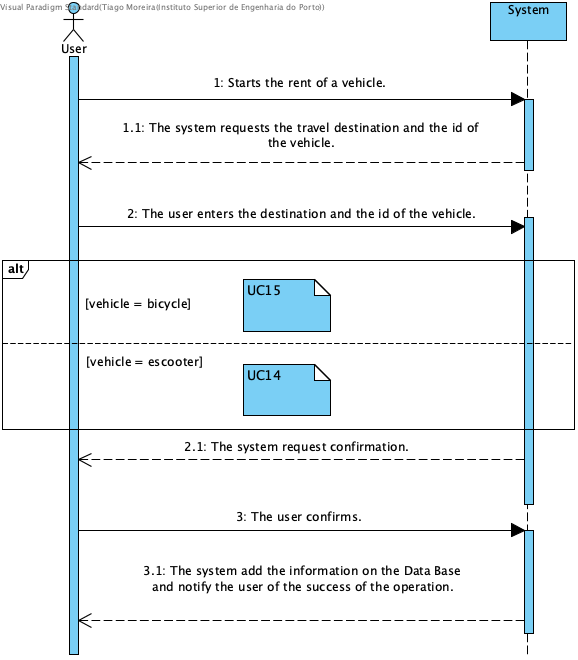 Visual Paradigm Standard(Tiago Moreira(Instituto Superior de Engenharia do Porto))
User
System
1: Starts the rent of a vehicle.
1.1: The system requests the travel destination and the id of
the vehicle.
2: The user enters the destination and the id of the vehicle.
alt
[vehicle = bicycle]
UC15
[vehicle = escooter]
UC14
2.1: The system request confirmation.
3: The user confirms.
3.1: The system add the information on the Data Base
and notify the user of the success of the operation.